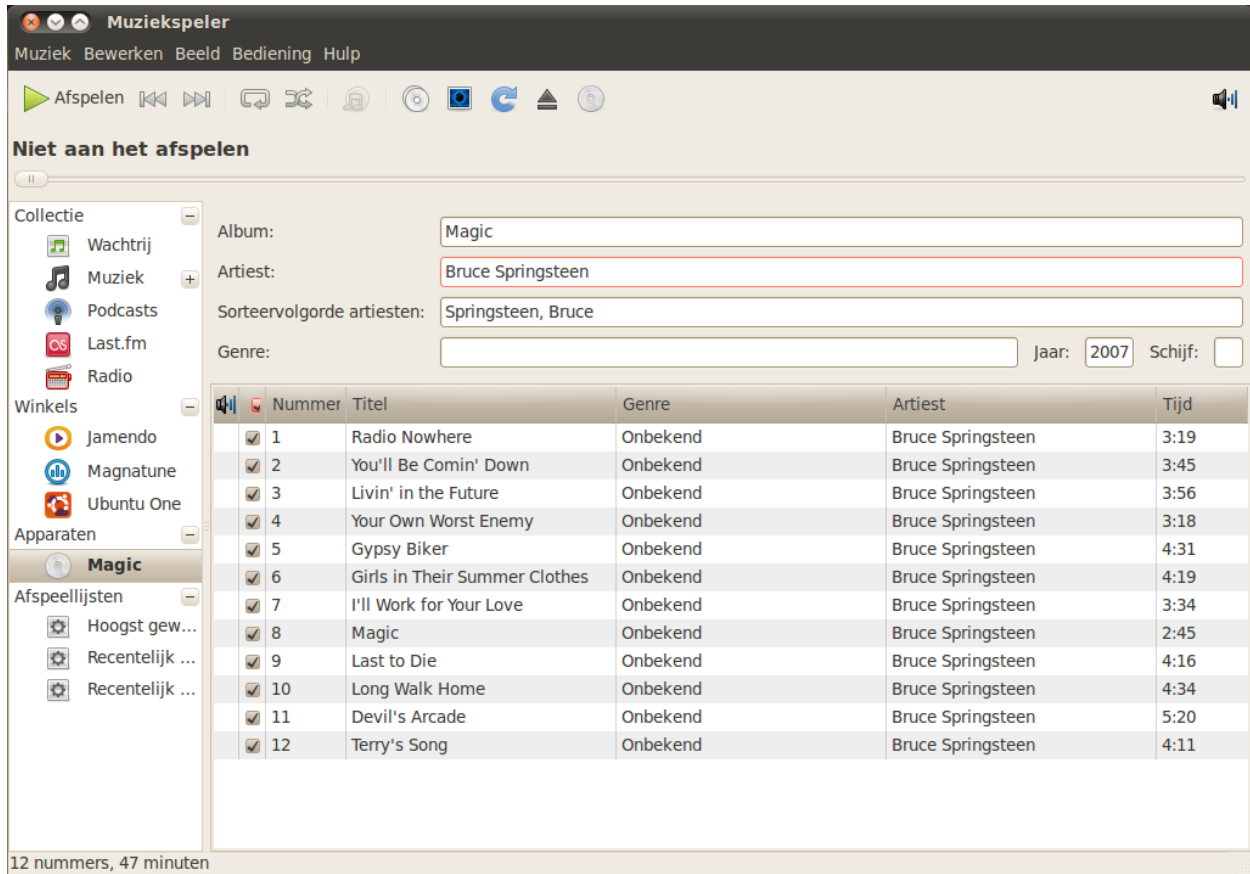 Muziekspeler
Muziek Bewerken Beeld Bediening Hulp
Afspelen
Niet aan het afspelen
Collectie
Wachtrij
Muziek
Podcasts
Last.fm
Radio
Winkels
Jamendo
Magnatune
Ubuntu One
Apparaten
Magic
Afspeellijsten
Hoogst gew...
Recentelijk ...
Recentelijk ...
Album: Magic
Artiest: Bruce Springsteen
Sorteervolgorde artiesten: Springsteen, Bruce
Genre: Jaar: 2007 Schijf:
Nummer Titel Genre Artiest Tijd
1 Radio Nowhere Onbekend Bruce Springsteen 3:19
2 You'll Be Comin' Down Onbekend Bruce Springsteen 3:45
3 Livin' in the Future Onbekend Bruce Springsteen 3:56
4 Your Own Worst Enemy Onbekend Bruce Springsteen 3:18
5 Gypsy Biker Onbekend Bruce Springsteen 4:31
6 Girls in Their Summer Clothes Onbekend Bruce Springsteen 4:19
7 I'll Work for Your Love Onbekend Bruce Springsteen 3:34
8 Magic Onbekend Bruce Springsteen 2:45
9 Last to Die Onbekend Bruce Springsteen 4:16
10 Long Walk Home Onbekend Bruce Springsteen 4:34
11 Devil's Arcade Onbekend Bruce Springsteen 5:20
12 Terry's Song Onbekend Bruce Springsteen 4:11
12 nummers, 47 minuten